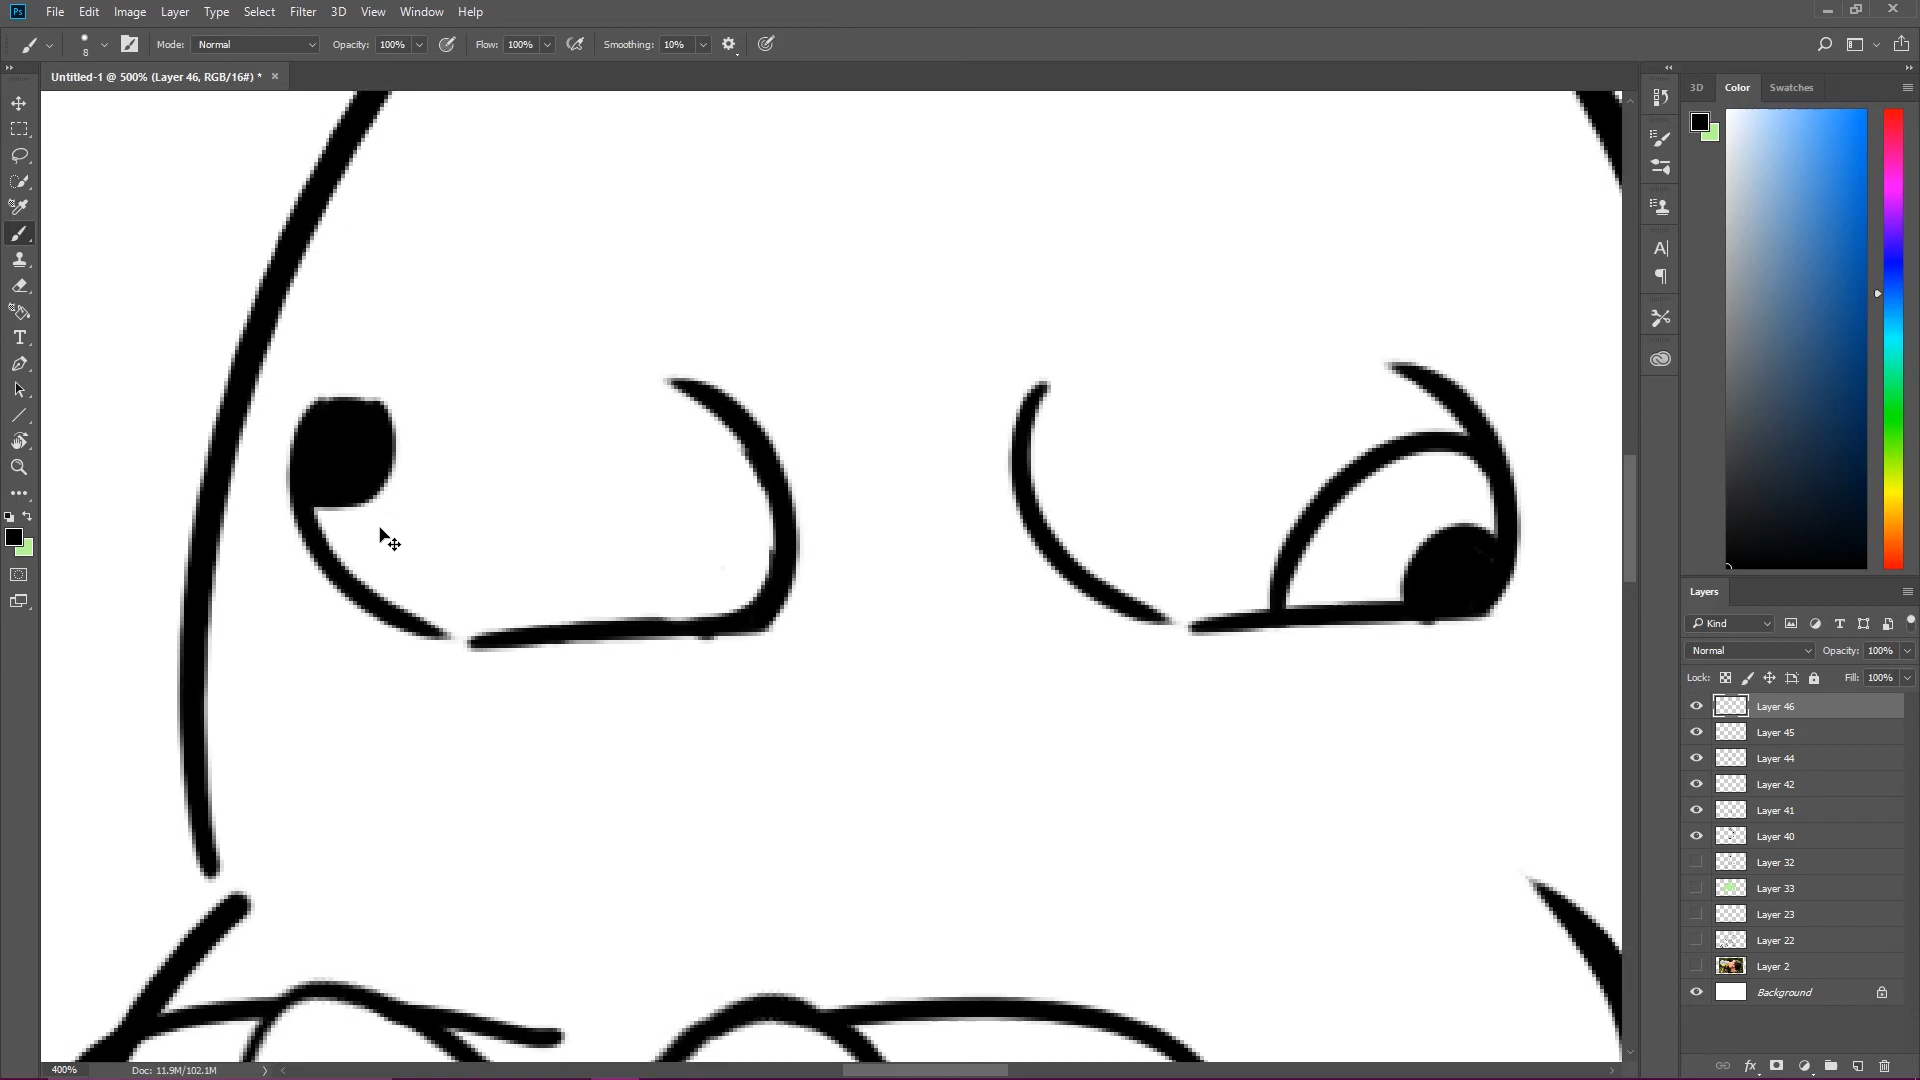 Ps File Edit Image Layer Type Select Filter 3D View Window Help
8 Mode: Normal Opacity: 100% Flow: 100% Smoothing: 10%
Untitled-1 @ 500% (Layer 46, RGB/16#) * ×
3D Color Swatches
Layers
Kind
Normal Opacity: 100%
Lock: Fill: 100%
Layer 46
Layer 45
Layer 44
Layer 42
Layer 41
Layer 40
Layer 32
Layer 33
Layer 23
Layer 22
Layer 2
Background
fx
400% Doc: 11.9M/102.1M